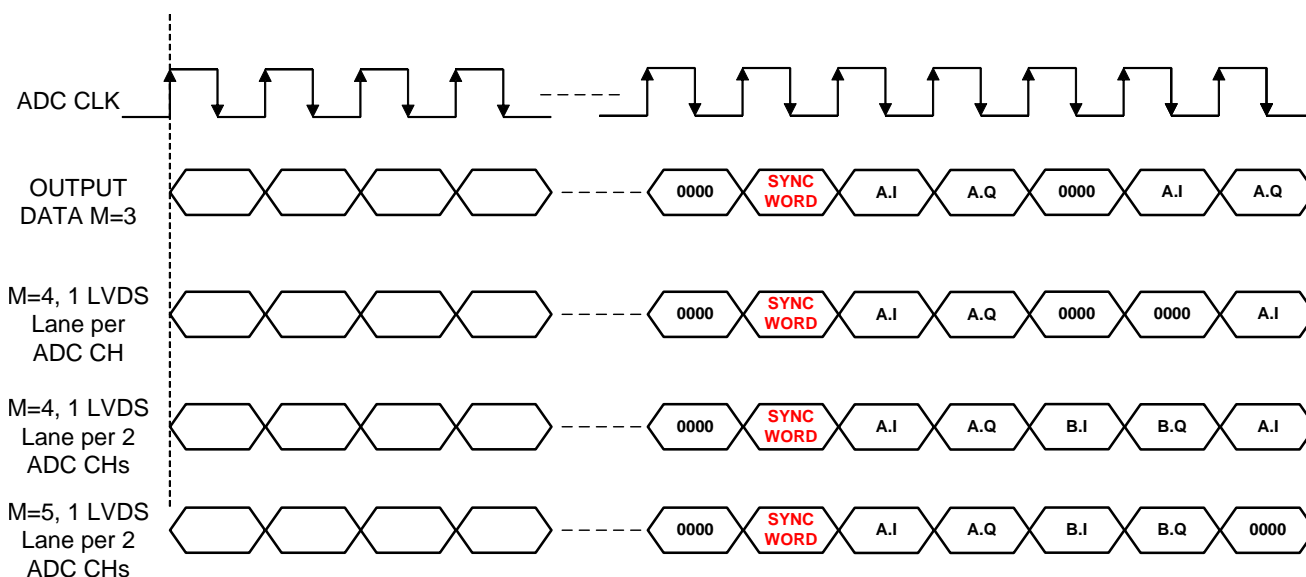 ADC CLK
OUTPUT
DATA M=3
0000
SYNC
WORD
A.I
A.Q
0000
A.I
A.Q
M=4, 1 LVDS
Lane per
ADC CH
0000
SYNC
WORD
A.I
A.Q
0000
0000
A.I
M=4, 1 LVDS
Lane per 2
ADC CHs
0000
SYNC
WORD
A.I
A.Q
B.I
B.Q
A.I
M=5, 1 LVDS
Lane per 2
ADC CHs
0000
SYNC
WORD
A.I
A.Q
B.I
B.Q
0000